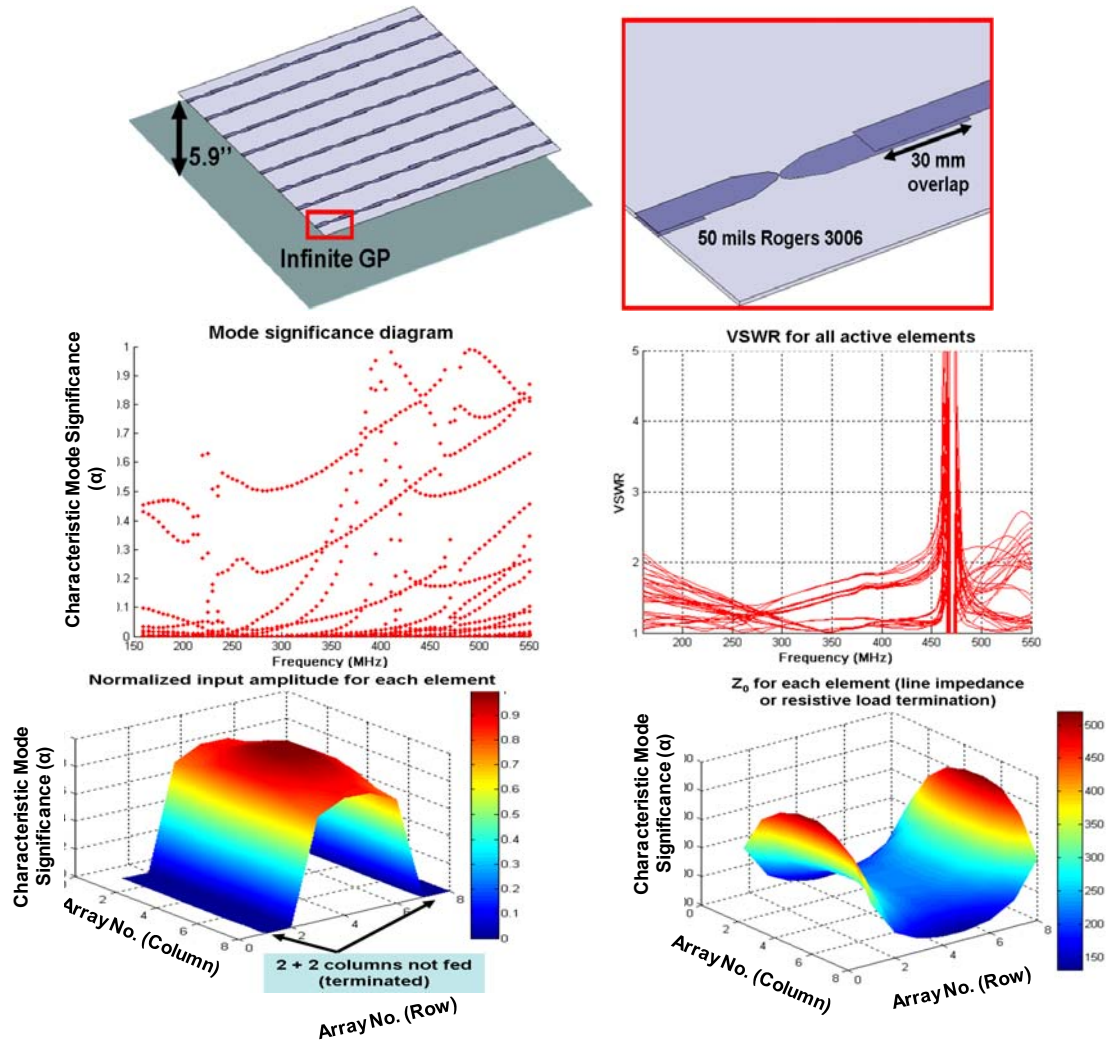 5.9’’
Infinite GP
30 mm
overlap
50 mils Rogers 3006
Mode significance diagram
Characteristic Mode Significance
(α)
1
0.9
0.8
0.7
0.6
0.5
0.4
0.3
0.2
0.1
0
150 200 250 300 350 400 450 500 550
Frequency (MHz)
VSWR for all active elements
VSWR
5
4
3
2
1
200 250 300 350 400 450 500 550
Frequency (MHz)
Normalized input amplitude for each element
Characteristic Mode
Significance (α)
0.9
0.8
0.7
0.6
0.5
0.4
0.3
0.2
0.1
0
2
4
6
8 0
2
4
6
8
Array No. (Column)
2 + 2 columns not fed
(terminated)
Array No. (Row)
Z₀ for each element (line impedance
or resistive load termination)
Characteristic Mode
Significance (α)
500
450
400
350
300
250
200
150
0
2
4
6
8 0
2
4
6
8
Array No. (Column)
Array No. (Row)